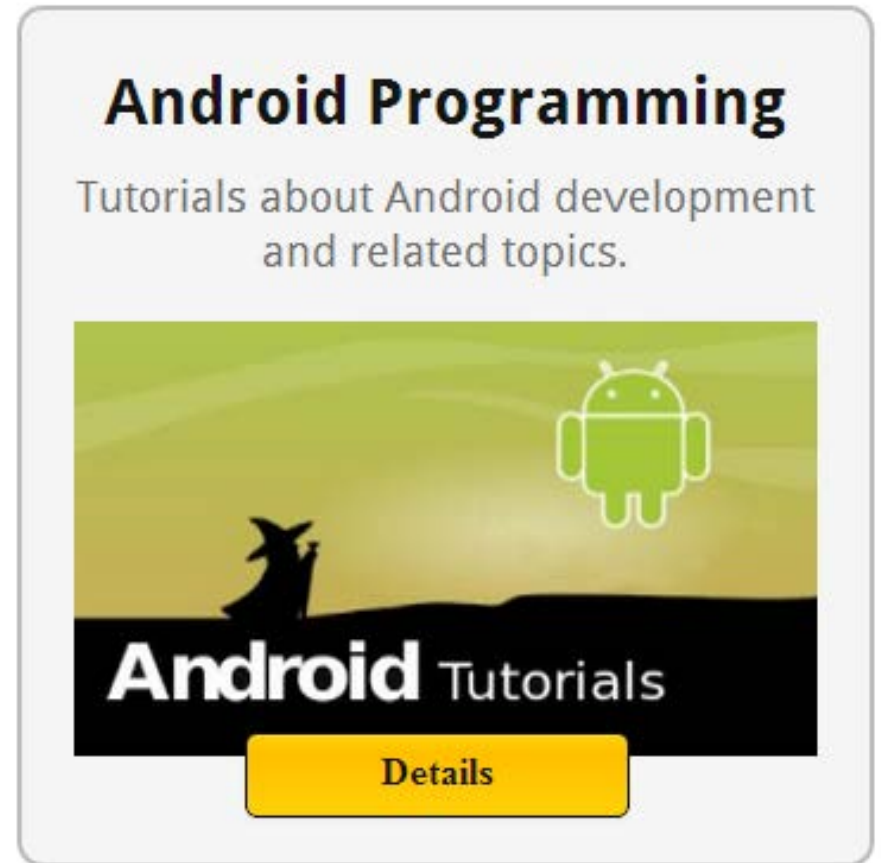 Android Programming
Tutorials about Android development
and related topics.
Android Tutorials
Details